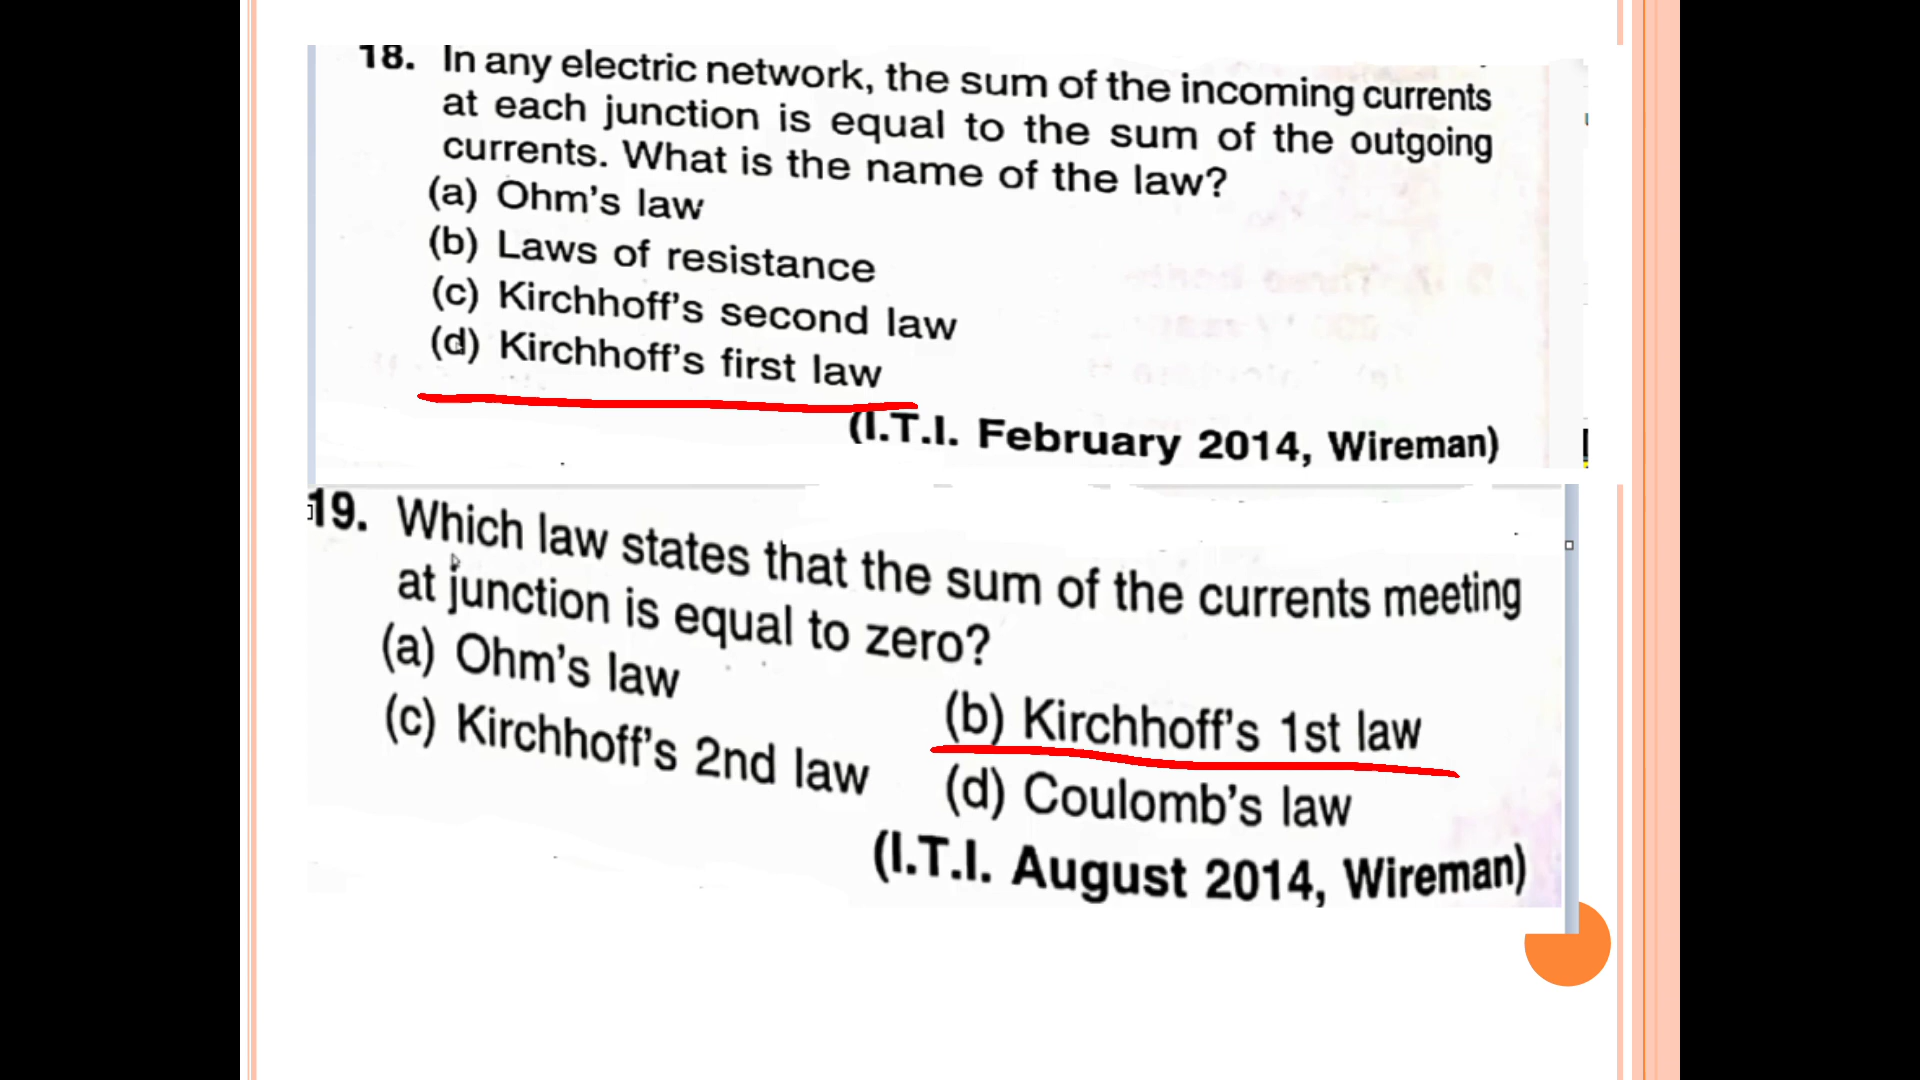 18. In any electric network, the sum of the incoming currents
at each junction is equal to the sum of the outgoing
currents. What is the name of the law?
(a) Ohm's law
(b) Laws of resistance
(c) Kirchhoff's second law
(d) Kirchhoff's first law
(I.T.I. February 2014, Wireman)
19. Which law states that the sum of the currents meeting
at junction is equal to zero?
(a) Ohm's law
(b) Kirchhoff's 1st law
(c) Kirchhoff's 2nd law
(d) Coulomb's law
(I.T.I. August 2014, Wireman)